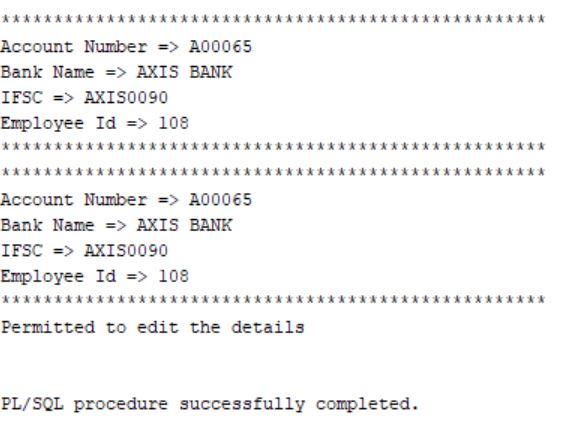 ****************************************************
Account Number => A00065
Bank Name => AXIS BANK
IFSC => AXIS0090
Employee Id => 108
****************************************************
****************************************************
Account Number => A00065
Bank Name => AXIS BANK
IFSC => AXIS0090
Employee Id => 108
****************************************************
Permitted to edit the details
PL/SQL procedure successfully completed.